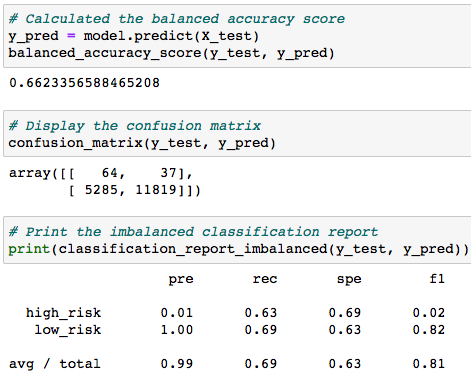 # Calculated the balanced accuracy score
y_pred = model.predict(X_test)
balanced_accuracy_score(y_test, y_pred)
0.6623356588465208
# Display the confusion matrix
confusion_matrix(y_test, y_pred)
array([[   64,    37],
       [ 5285, 11819]])
# Print the imbalanced classification report
print(classification_report_imbalanced(y_test, y_pred))
pre rec spe f1
high_risk 0.01 0.63 0.69 0.02
low_risk 1.00 0.69 0.63 0.82
avg / total 0.99 0.69 0.63 0.81